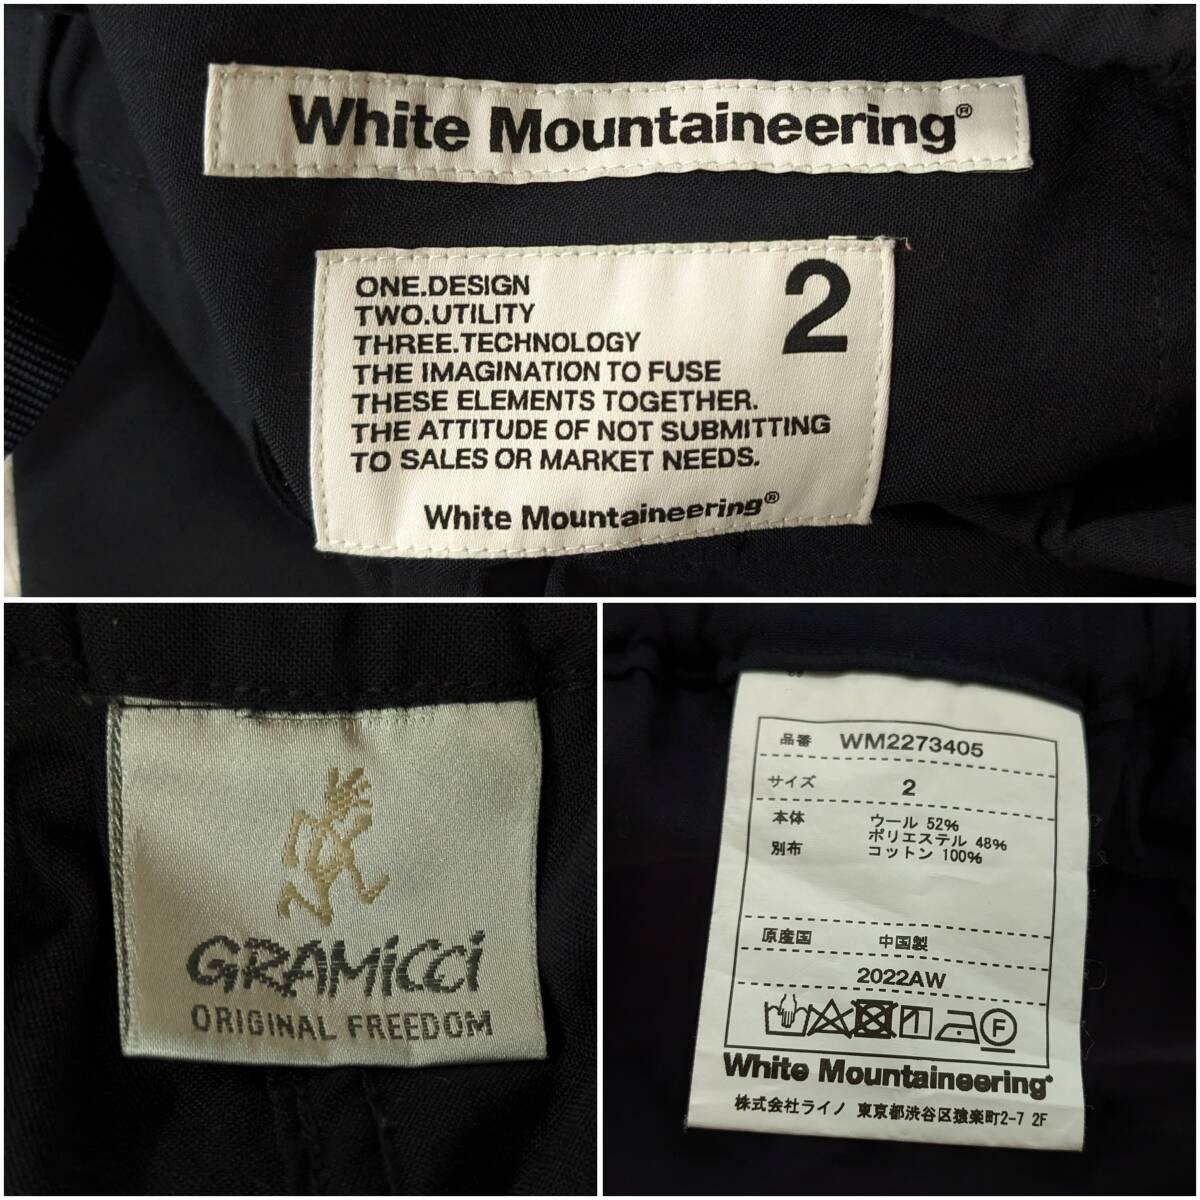 White Mountaineering®
2
ONE.DESIGN
TWO.UTILITY
THREE.TECHNOLOGY
THE IMAGINATION TO FUSE
THESE ELEMENTS TOGETHER.
THE ATTITUDE OF NOT SUBMITTING
TO SALES OR MARKET NEEDS.
White Mountaineering®
GRAMiCCi
ORIGINAL FREEDOM
品番 WM2273405
サイズ 2
本体 ウール 52%
ポリエステル 48%
別布 コットン 100%
原産国 中国製
2022AW
F
White Mountaineering®
株式会社ライノ 東京都渋谷区猿楽町2-7 2F